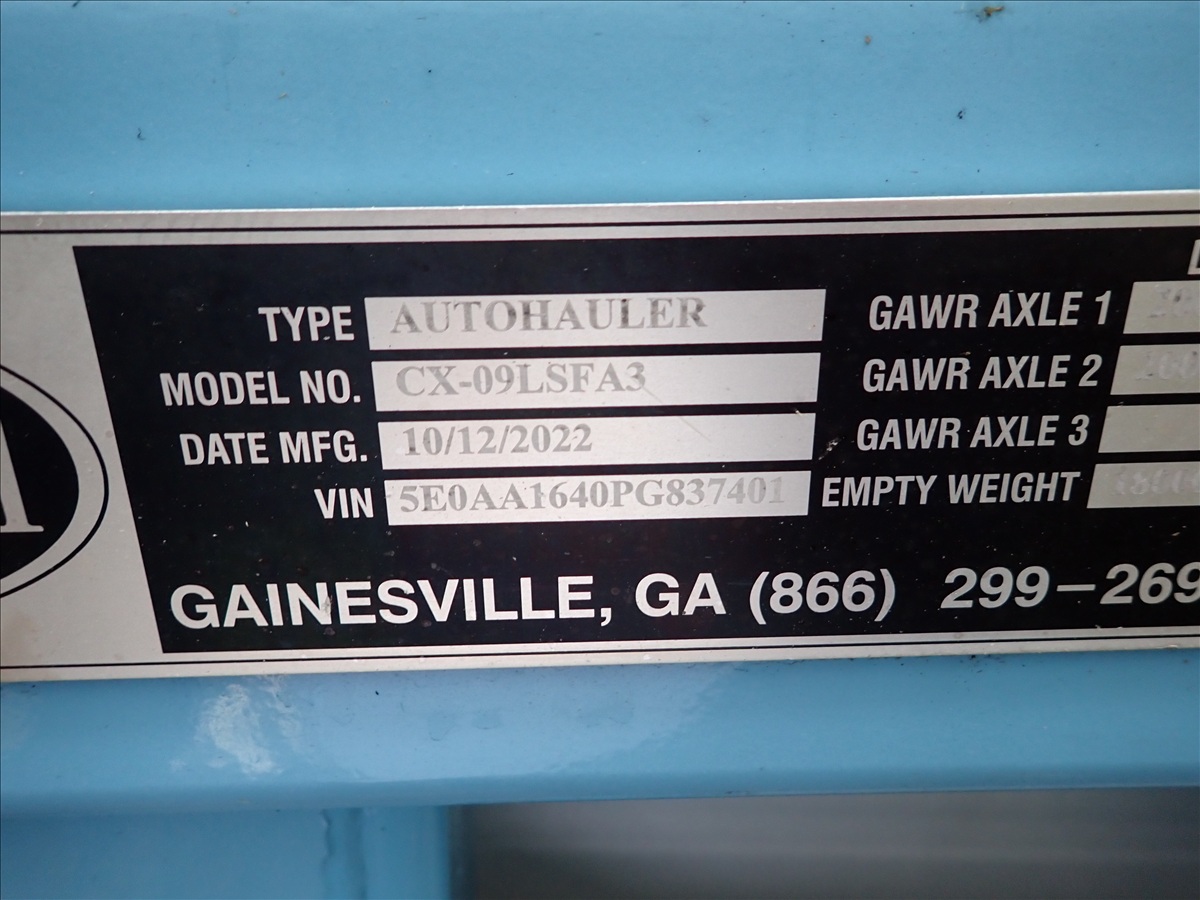 TYPE AUTOHAULER GAWR AXLE 1
MODEL NO. CX-09LSFA3 GAWR AXLE 2
DATE MFG. 10/12/2022 GAWR AXLE 3
VIN 5E0AA1640PG837401 EMPTY WEIGHT
GAINESVILLE, GA (866) 299-269